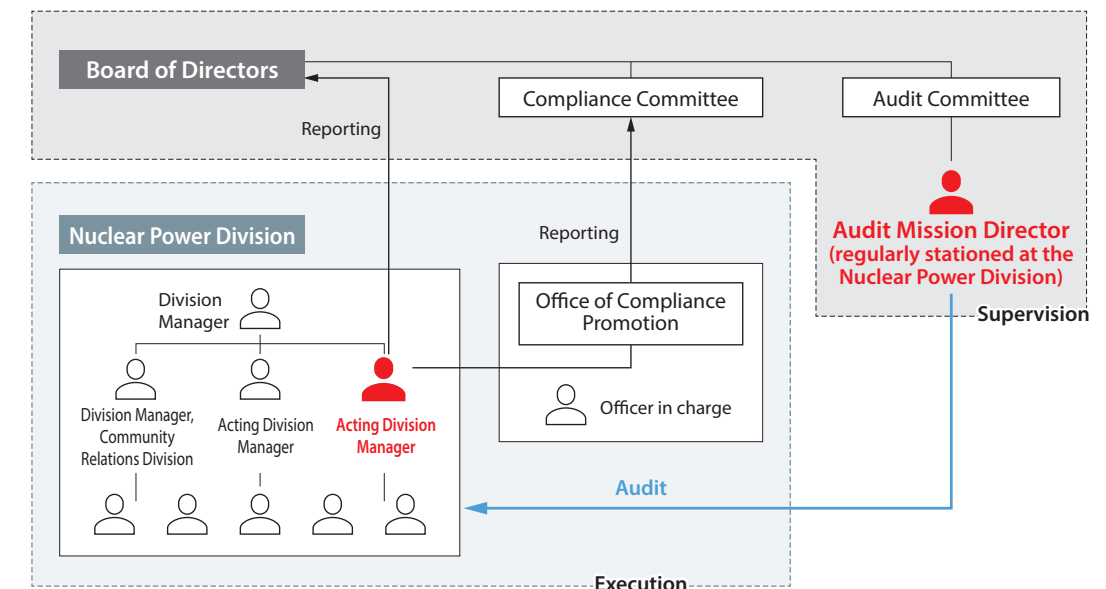 Board of Directors
Compliance Committee
Audit Committee
Reporting
Audit Mission Director
(regularly stationed at the
Nuclear Power Division)
Supervision
Nuclear Power Division
Reporting
Division
Manager
Office of Compliance
Promotion
Officer in charge
Division Manager,
Community
Relations Division
Acting Division
Manager
Acting Division
Manager
Audit
Execution